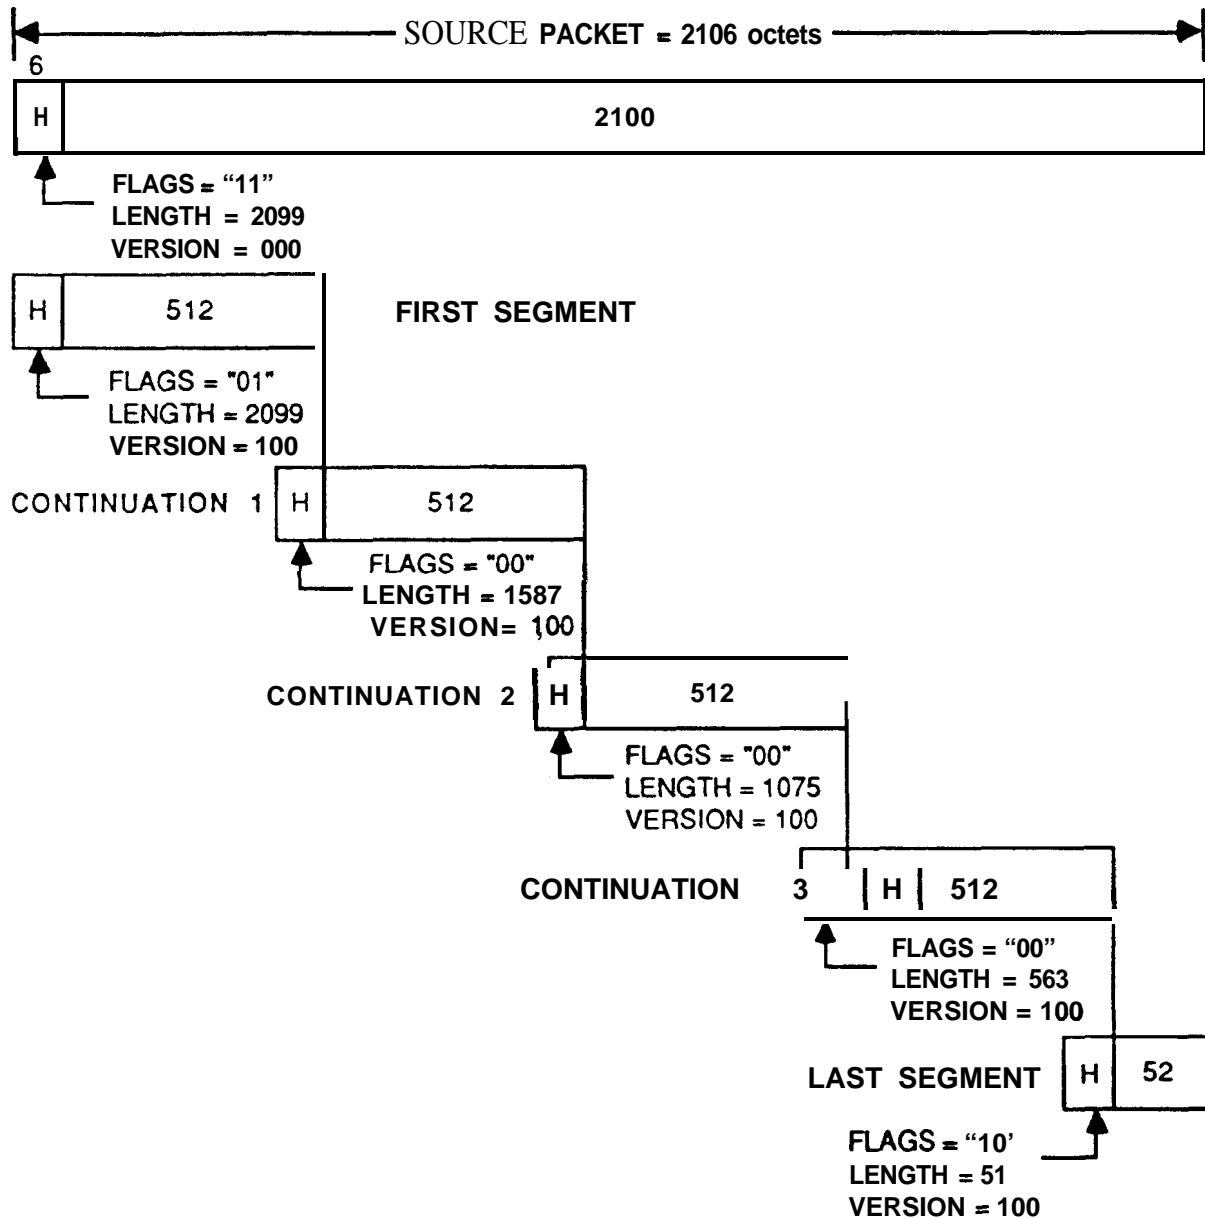 SOURCE PACKET = 2106 octets
6
H 2100
FLAGS = “11”
LENGTH = 2099
VERSION = 000
H 512 FIRST SEGMENT
FLAGS = "01"
LENGTH = 2099
VERSION = 100
CONTINUATION 1 H 512
FLAGS = "00"
LENGTH = 1587
VERSION= 100
CONTINUATION 2 H 512
FLAGS = "00"
LENGTH = 1075
VERSION = 100
CONTINUATION 3 H 512
FLAGS = “00”
LENGTH = 563
VERSION = 100
LAST SEGMENT H 52
FLAGS = “10'
LENGTH = 51
VERSION = 100